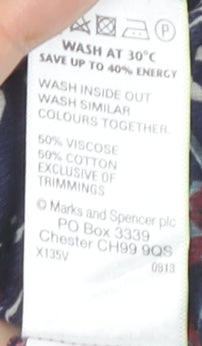 P
WASH AT 30°C
SAVE UP TO 40% ENERGY
WASH INSIDE OUT
WASH SIMILAR
COLOURS TOGETHER.
50% VISCOSE
50% COTTON
EXCLUSIVE OF
TRIMMINGS
© Marks and Spencer plc
PO Box 3339
Chester CH99 9QS
X135V 0913